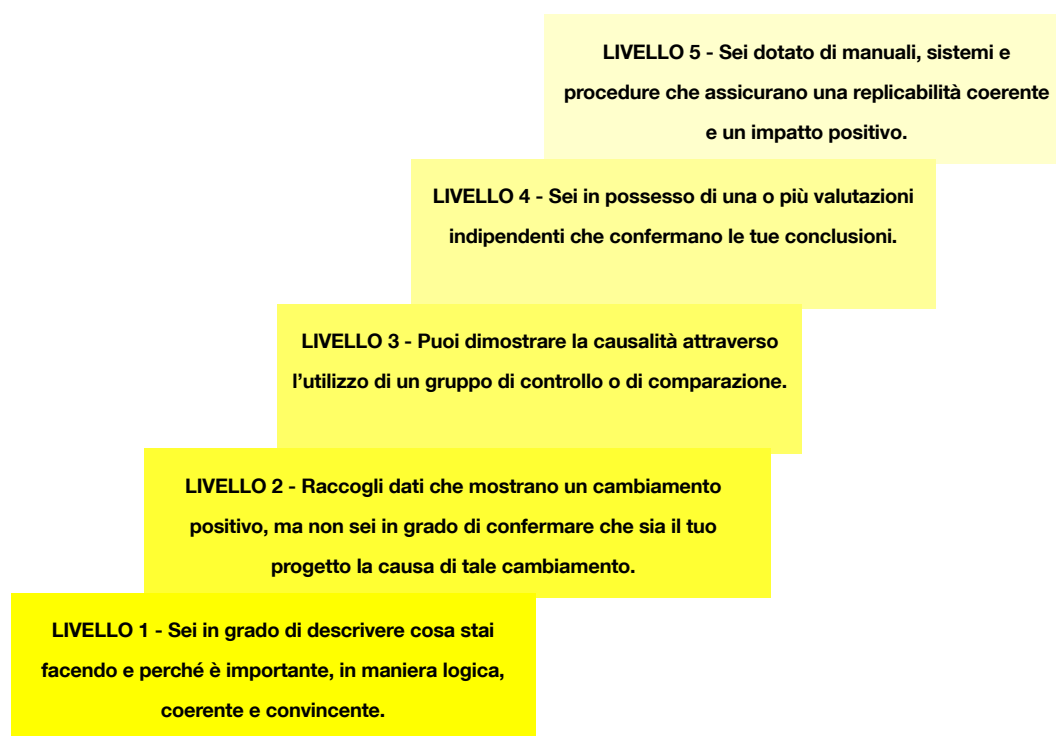 LIVELLO 5 - Sei dotato di manuali, sistemi e
procedure che assicurano una replicabilità coerente
e un impatto positivo.
LIVELLO 4 - Sei in possesso di una o più valutazioni
indipendenti che confermano le tue conclusioni.
LIVELLO 3 - Puoi dimostrare la causalità attraverso
l’utilizzo di un gruppo di controllo o di comparazione.
LIVELLO 2 - Raccogli dati che mostrano un cambiamento
positivo, ma non sei in grado di confermare che sia il tuo
progetto la causa di tale cambiamento.
LIVELLO 1 - Sei in grado di descrivere cosa stai
facendo e perché è importante, in maniera logica,
coerente e convincente.